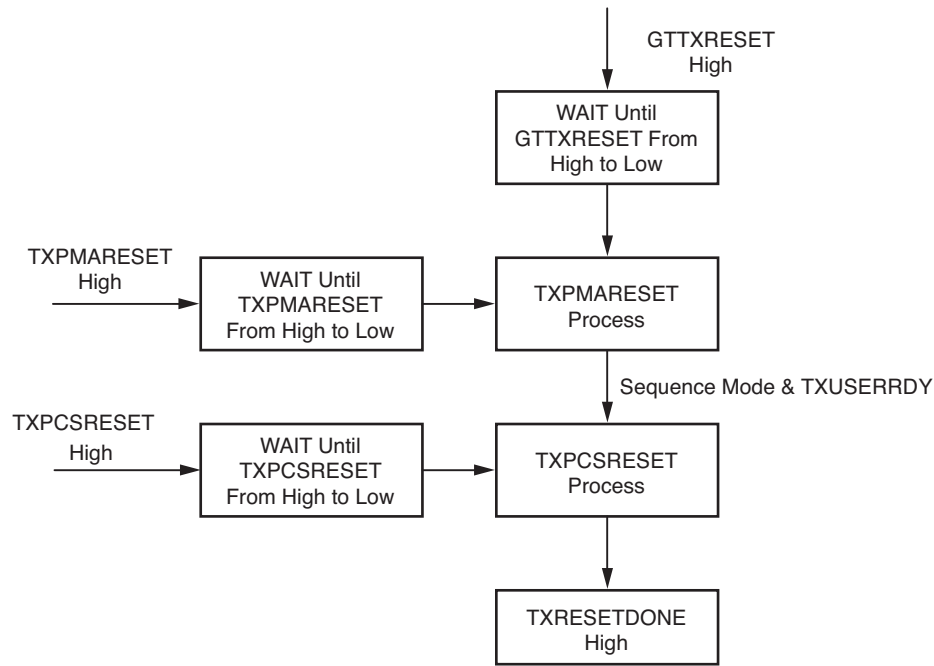 GTTXRESET
High
WAIT Until
GTTXRESET From
High to Low
TXPMARESET
High
WAIT Until
TXPMARESET
From High to Low
TXPMARESET
Process
Sequence Mode & TXUSERRDY
TXPCSRESET
High
WAIT Until
TXPCSRESET
From High to Low
TXPCSRESET
Process
TXRESETDONE
High